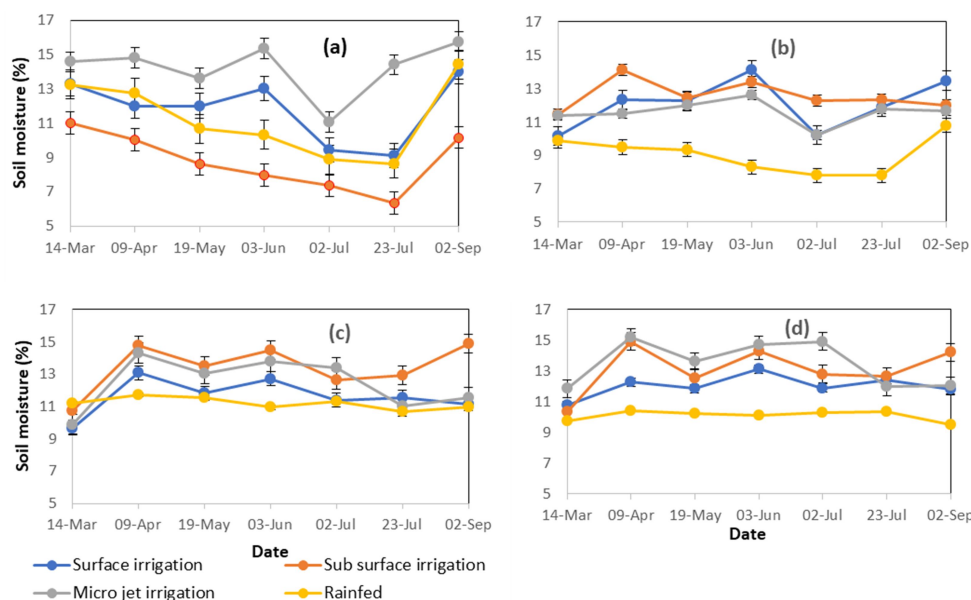 17
15
13
11
9
7
5
Soil moisture (%)
(a)
14-Mar 09-Apr 19-May 03-Jun 02-Jul 23-Jul 02-Sep
17
15
13
11
9
7
5
(b)
14-Mar 09-Apr 19-May 03-Jun 02-Jul 23-Jul 02-Sep
17
15
13
11
9
7
5
Soil moisture (%)
(c)
14-Mar 09-Apr 19-May 03-Jun 02-Jul 23-Jul 02-Sep
Date
17
15
13
11
9
7
5
(d)
14-Mar 09-Apr 19-May 03-Jun 02-Jul 23-Jul 02-Sep
Date
Surface irrigation
Sub surface irrigation
Micro jet irrigation
Rainfed